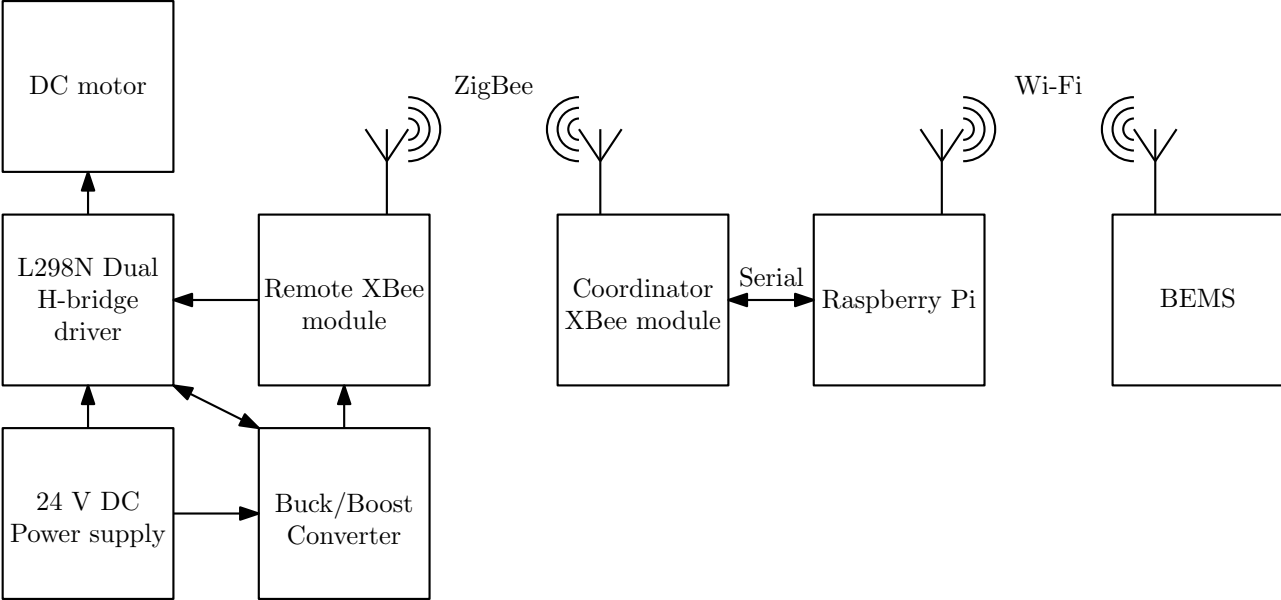 DC motor
ZigBee
Wi-Fi
L298N Dual
H-bridge
driver
Remote XBee
module
Coordinator
XBee module
Serial
Raspberry Pi
BEMS
24 V DC
Power supply
Buck/Boost
Converter